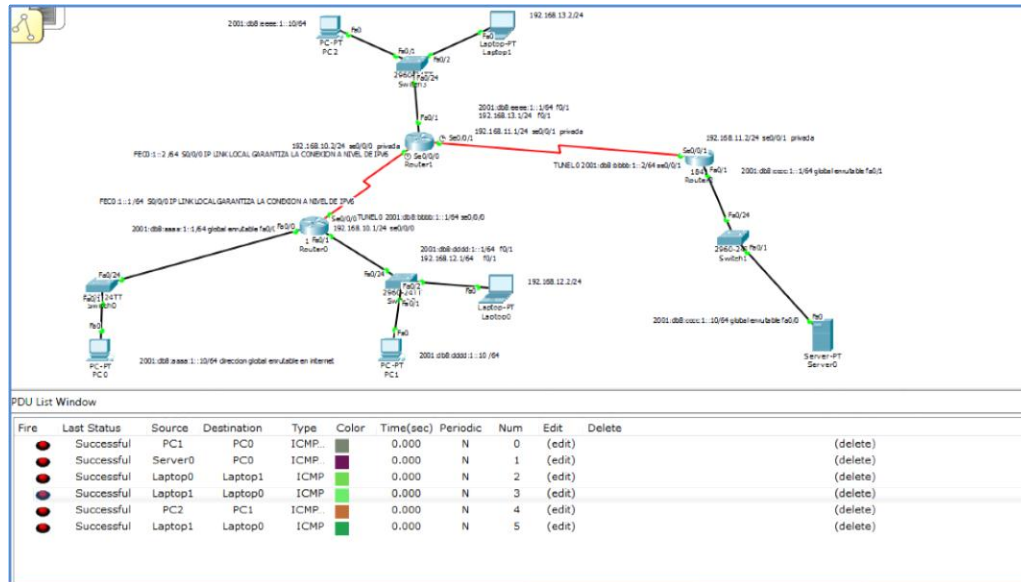 2001:db8:eeee:1::10/64
192.168.13.2/24
Fa0
PC-PT
PC2
Fa0
Laptop-PT
Laptop1
Fa0/1
Fa0/2
Fa0/24
Fa0/1
2001:db8:eeee:1::1/64 f0/1
192.168.13.1/24 f0/1
192.168.11.1/24 se0/0/1 privada
Se0/0/1
192.168.10.2/24 se0/0/0 privada
Se0/0/0
Router1
FEC0:1::2 /64 S0/0/0 IP LINK LOCAL GARANTIZA LA CONEXION A NIVEL DE IPV6
192.168.11.2/24 se0/0/1 privada
Se0/0/1
TUNEL0 2001:db8:bbbb:1::2/64 se0/0/1
Fa0/1
2001:db8:cccc:1::1/64 global enrutable fa0/1
FEC0:1::1/64 S0/0/0 IP LINK LOCAL GARANTIZA LA CONEXION A NIVEL DE IPV6
Se0/0/0
TUNEL0 2001:db8:bbbb:1::1/64 se0/0/0
192.168.10.1/24 se0/0/0
2001:db8:aaaa:1::1/64 global enrutable fa0/0
Fa0/0
Fa0/1
Router0
Fa0/24
Fa0/1
Switch1
2001:db8:dddd:1::1/64 f0/1
192.168.12.1/24 f0/1
Fa0/24
Fa0/24
Fa0/2
Fa0/1
192.168.12.2/24
Fa0
Laptop-PT
Laptop0
Fa0/1
Switch0
Fa0
PC-PT
PC0
2001:db8:aaaa:1::10/64 direccion global enrutable en internet
Fa0
PC-PT
PC1
2001:db8:dddd:1::10 /64
2001:db8:cccc:1::10/64 global enrutable fa0/0
Fa0
Server-PT
Server0
PDU List Window
Fire Last Status Source Destination Type Color Time(sec) Periodic Num Edit Delete
Successful PC1 PC0 ICMP... 0.000 N 0 (edit) (delete)
Successful Server0 PC0 ICMP... 0.000 N 1 (edit) (delete)
Successful Laptop0 Laptop1 ICMP 0.000 N 2 (edit) (delete)
Successful Laptop1 Laptop0 ICMP 0.000 N 3 (edit) (delete)
Successful PC2 PC1 ICMP... 0.000 N 4 (edit) (delete)
Successful Laptop1 Laptop0 ICMP 0.000 N 5 (edit) (delete)